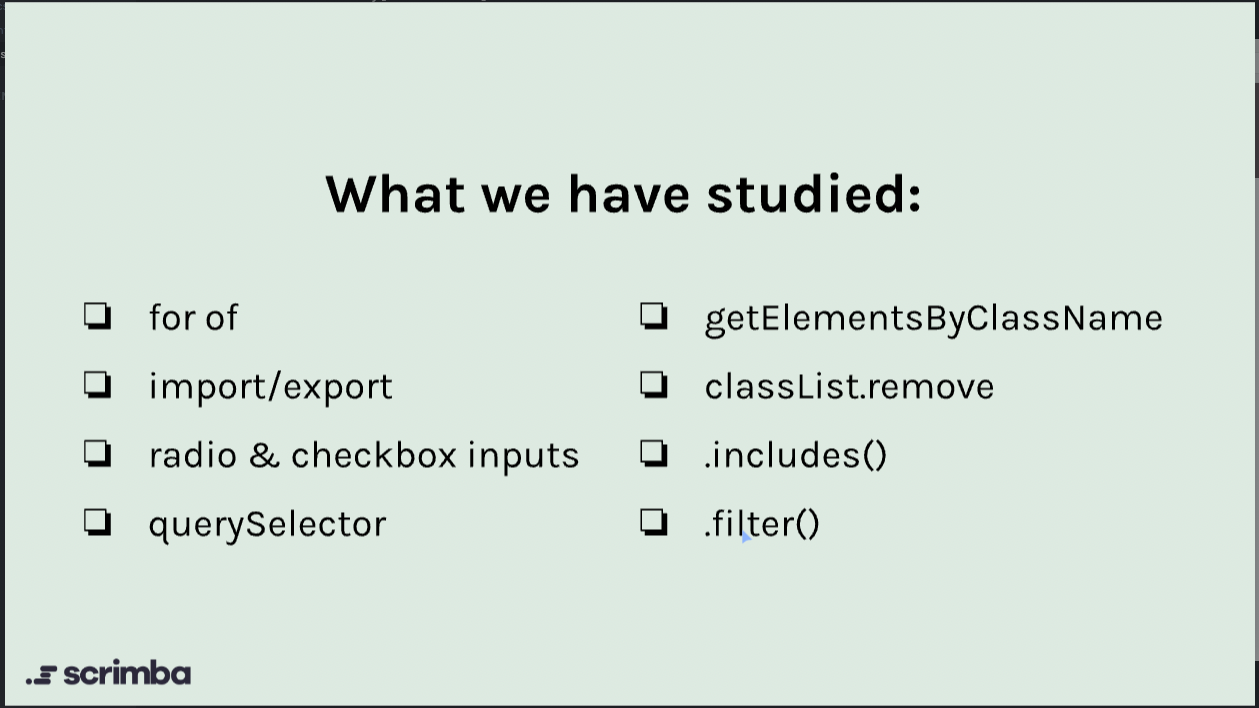 What we have studied:
❏ for of
❏ import/export
❏ radio & checkbox inputs
❏ querySelector
❏ getElementsByClassName
❏ classList.remove
❏ .includes()
❏ .filter()
scrimba